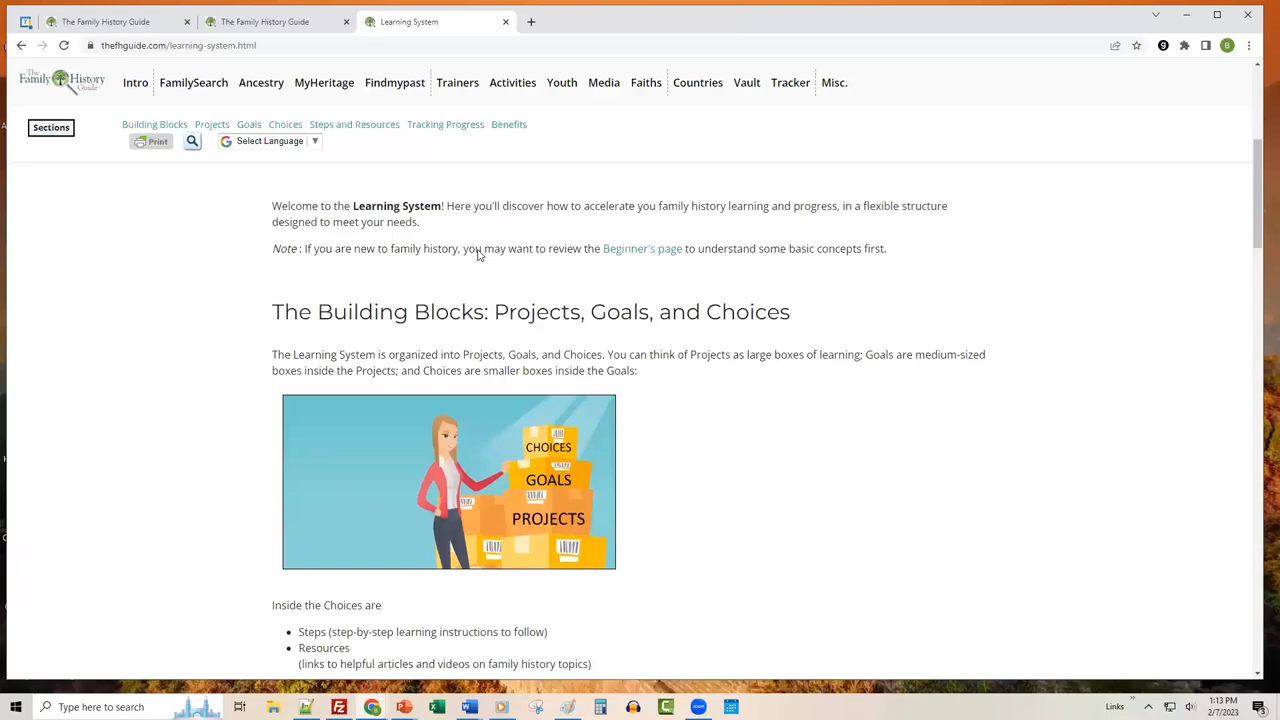 The Family History Guide
The Family History Guide
Learning System
thefhguide.com/learning-system.html
The Family History Guide
Intro FamilySearch Ancestry MyHeritage Findmypast Trainers Activities Youth Media Faiths Countries Vault Tracker Misc.
Sections
Building Blocks Projects Goals Choices Steps and Resources Tracking Progress Benefits
Print Select Language ▼
Welcome to the Learning System! Here you'll discover how to accelerate you family history learning and progress, in a flexible structure
designed to meet your needs.
Note : If you are new to family history, you may want to review the Beginner's page to understand some basic concepts first.
The Building Blocks: Projects, Goals, and Choices
The Learning System is organized into Projects, Goals, and Choices. You can think of Projects as large boxes of learning; Goals are medium-sized
boxes inside the Projects; and Choices are smaller boxes inside the Goals:
CHOICES
GOALS
PROJECTS
Inside the Choices are
• Steps (step-by-step learning instructions to follow)
• Resources
(links to helpful articles and videos on family history topics)
Type here to search
Links
1:13 PM
2/7/2023